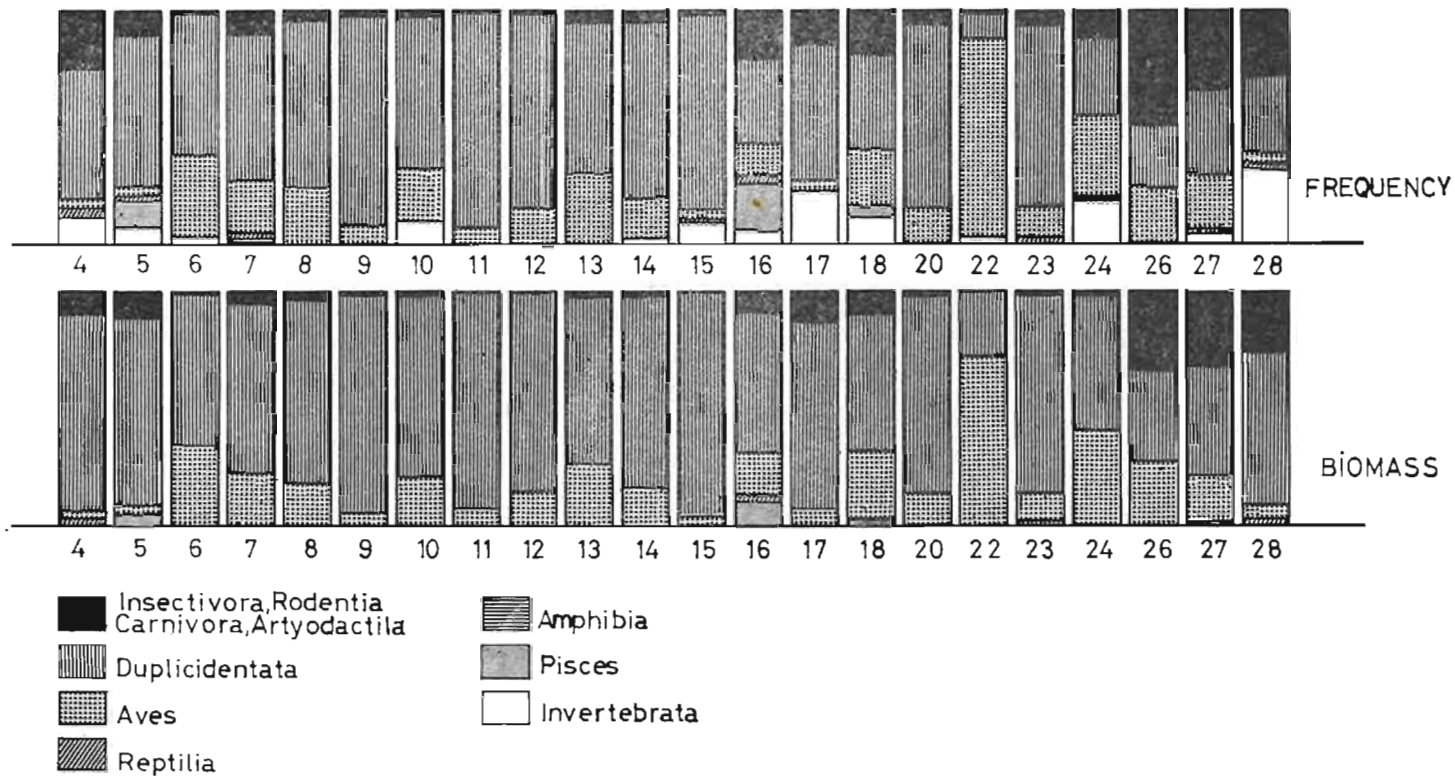 FREQUENCY
4 5 6 7 8 9 10 11 12 13 14 15 16 17 18 20 22 23 24 26 27 28
BİOMASS
4 5 6 7 8 9 10 11 12 13 14 15 16 17 18 20 22 23 24 26 27 28
Insectivora, Rodentia
Carnivora, Artyodactila
Duplicidentata
Aves
Reptilia
Amphibia
Pisces
Invertebrata